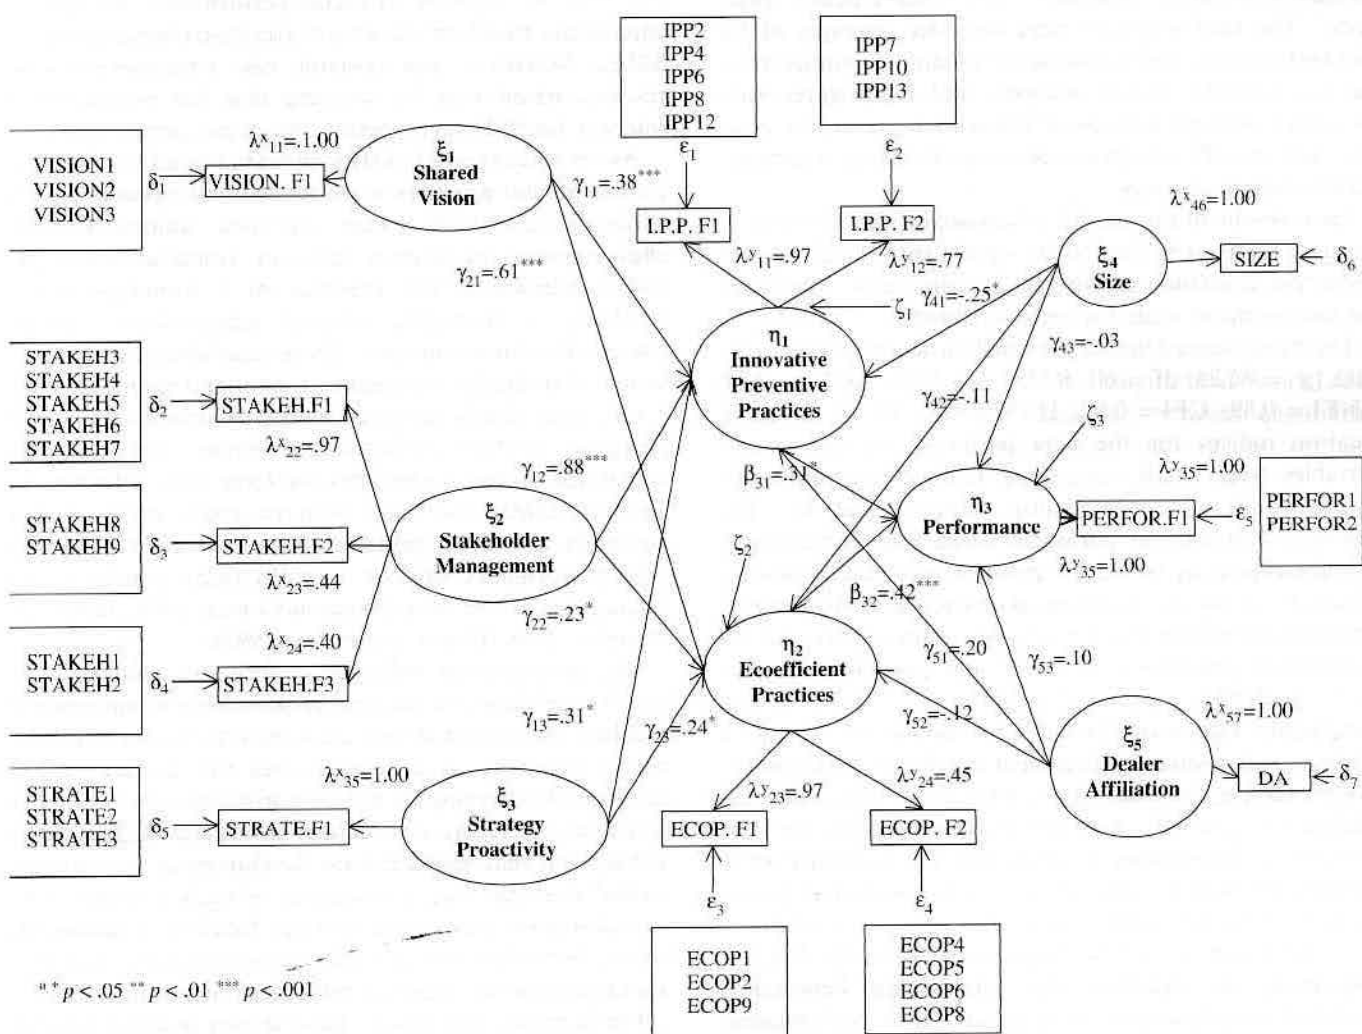 IPP2
IPP4
IPP6
IPP8
IPP12
IPP7
IPP10
IPP13
VISION1
VISION2
VISION3
δ₁
VISION. F1
λˣ₁₁=.1.00
ξ₁
Shared
Vision
γ₁₁=.38***
γ₂₁=.61***
ε₁
ε₂
I.P.P. F1
I.P.P. F2
λʸ₁₁=.97
λʸ₁₂=.77
λˣ₄₆=1.00
ξ₄
Size
SIZE
δ₆
ζ₁
γ₄₁=-.25*
γ₄₃=-.03
γ₄₂=-.11
η₁
Innovative
Preventive
Practices
STAKEH3
STAKEH4
STAKEH5
STAKEH6
STAKEH7
δ₂
STAKEH.F1
λˣ₂₂=.97
γ₁₂=.88***
β₃₁=.31*
ζ₃
ζ₂
STAKEH8
STAKEH9
δ₃
STAKEH.F2
λˣ₂₃=.44
ξ₂
Stakeholder
Management
η₃
Performance
λʸ₃₅=1.00
PERFOR.F1
ε₅
PERFOR1
PERFOR2
λʸ₃₅=1.00
β₃₂=.42***
γ₂₂=.23*
STAKEH1
STAKEH2
δ₄
λˣ₂₄=.40
STAKEH.F3
η₂
Ecoefficient
Practices
γ₅₁=.20
γ₅₃=.10
γ₅₂=-.12
γ₁₃=.31*
γ₂₃=.24*
λˣ₅₇=1.00
ξ₅
Dealer
Affiliation
DA
δ₇
STRATE1
STRATE2
STRATE3
δ₅
λˣ₃₅=1.00
STRATE.F1
ξ₃
Strategy
Proactivity
λʸ₂₃=.97
λʸ₂₄=.45
ECOP. F1
ECOP. F2
ε₃
ε₄
ECOP1
ECOP2
ECOP9
ECOP4
ECOP5
ECOP6
ECOP8
p < .05 ** p < .01 *** p < .001